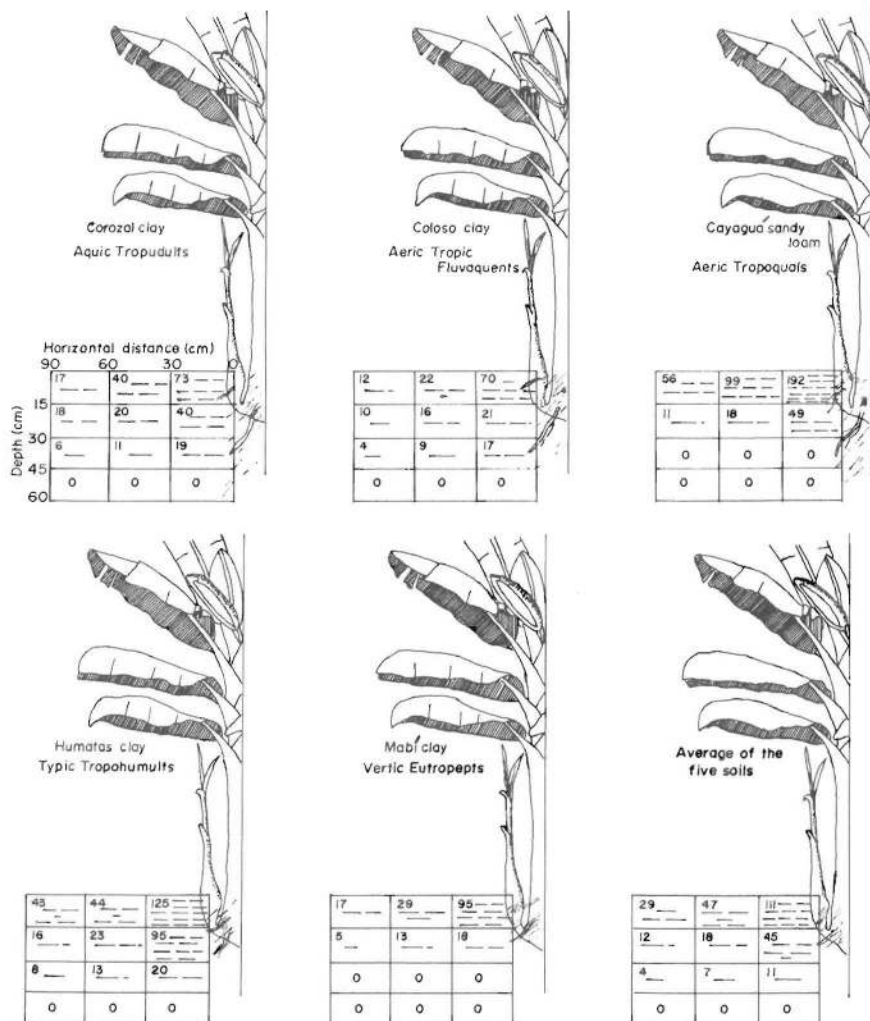 Corozal clay
Aquic Tropudults
Horizontal distance (cm)
90 60 30 0
Depth (cm)
15
30
45
60
17 40 73
18 20 40
6 11 19
0 0 0
Coloso clay
Aeric Tropic
Fluvaquents
12 22 70
10 16 21
4 9 17
0 0 0
Cayaguá sandy
loam
Aeric Tropoquals
56 99 192
11 18 49
0 0 0
0 0 0
Humatas clay
Typic Tropohumults
43 44 125
16 23 95
8 13 20
0 0 0
Mabí clay
Vertic Eutropepts
17 29 95
5 13 18
0 0 0
0 0 0
Average of the
five soils
29 47 111
12 18 45
4 7 11
0 0 0